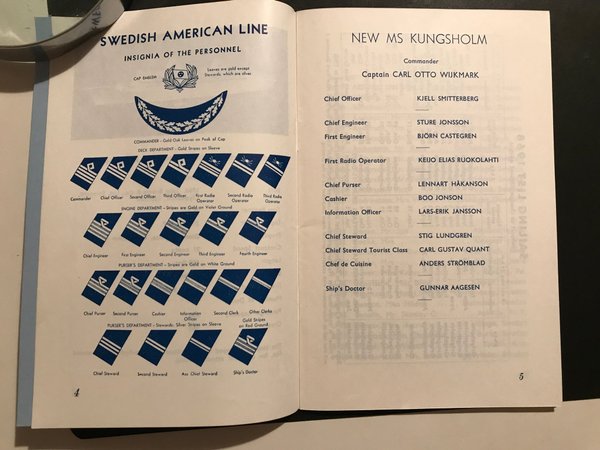 SWEDISH AMERICAN LINE
INSIGNIA OF THE PERSONNEL
CAP EMBLEM
Leaves are gold except
Stewards, which are silver
COMMANDER - Gold Oak Leaves on Peak of Cap
DECK DEPARTMENT - Gold Stripes on Sleeve
Commander
Chief Officer
Second Officer
Third Officer
First Radio
Operator
Second Radio
Operator
Third Radio
Operator
ENGINE DEPARTMENT - Stripes are Gold on Violet Ground
Chief Engineer
First Engineer
Second Engineer
Third Engineer
Fourth Engineer
PURSER'S DEPARTMENT - Stripes are Gold on White Ground
Chief Purser
Second Purser
Cashier
Information
Officer
Second Clerk
Other Clerks
PURSER'S DEPARTMENT - Stewards: Silver Stripes on Sleeve
Gold Stripes
on Red Ground
Chief Steward
Second Steward
Ass Chief Steward
Ship's Doctor
4
NEW MS KUNGSHOLM
Commander
Captain CARL OTTO WIJKMARK
Chief Officer KJELL SMITTERBERG
Chief Engineer STURE JONSSON
First Engineer BJÖRN CASTEGREN
First Radio Operator KEIJO ELIAS RUOKOLAHTI
Chief Purser LENNART HÅKANSON
Cashier BOO JONSON
Information Officer LARS-ERIK JANSSON
Chief Steward STIG LUNDGREN
Chief Steward Tourist Class CARL GUSTAV QUANT
Chef de Cuisine ANDERS STRÖMBLAD
Ship's Doctor GUNNAR AAGESEN
5